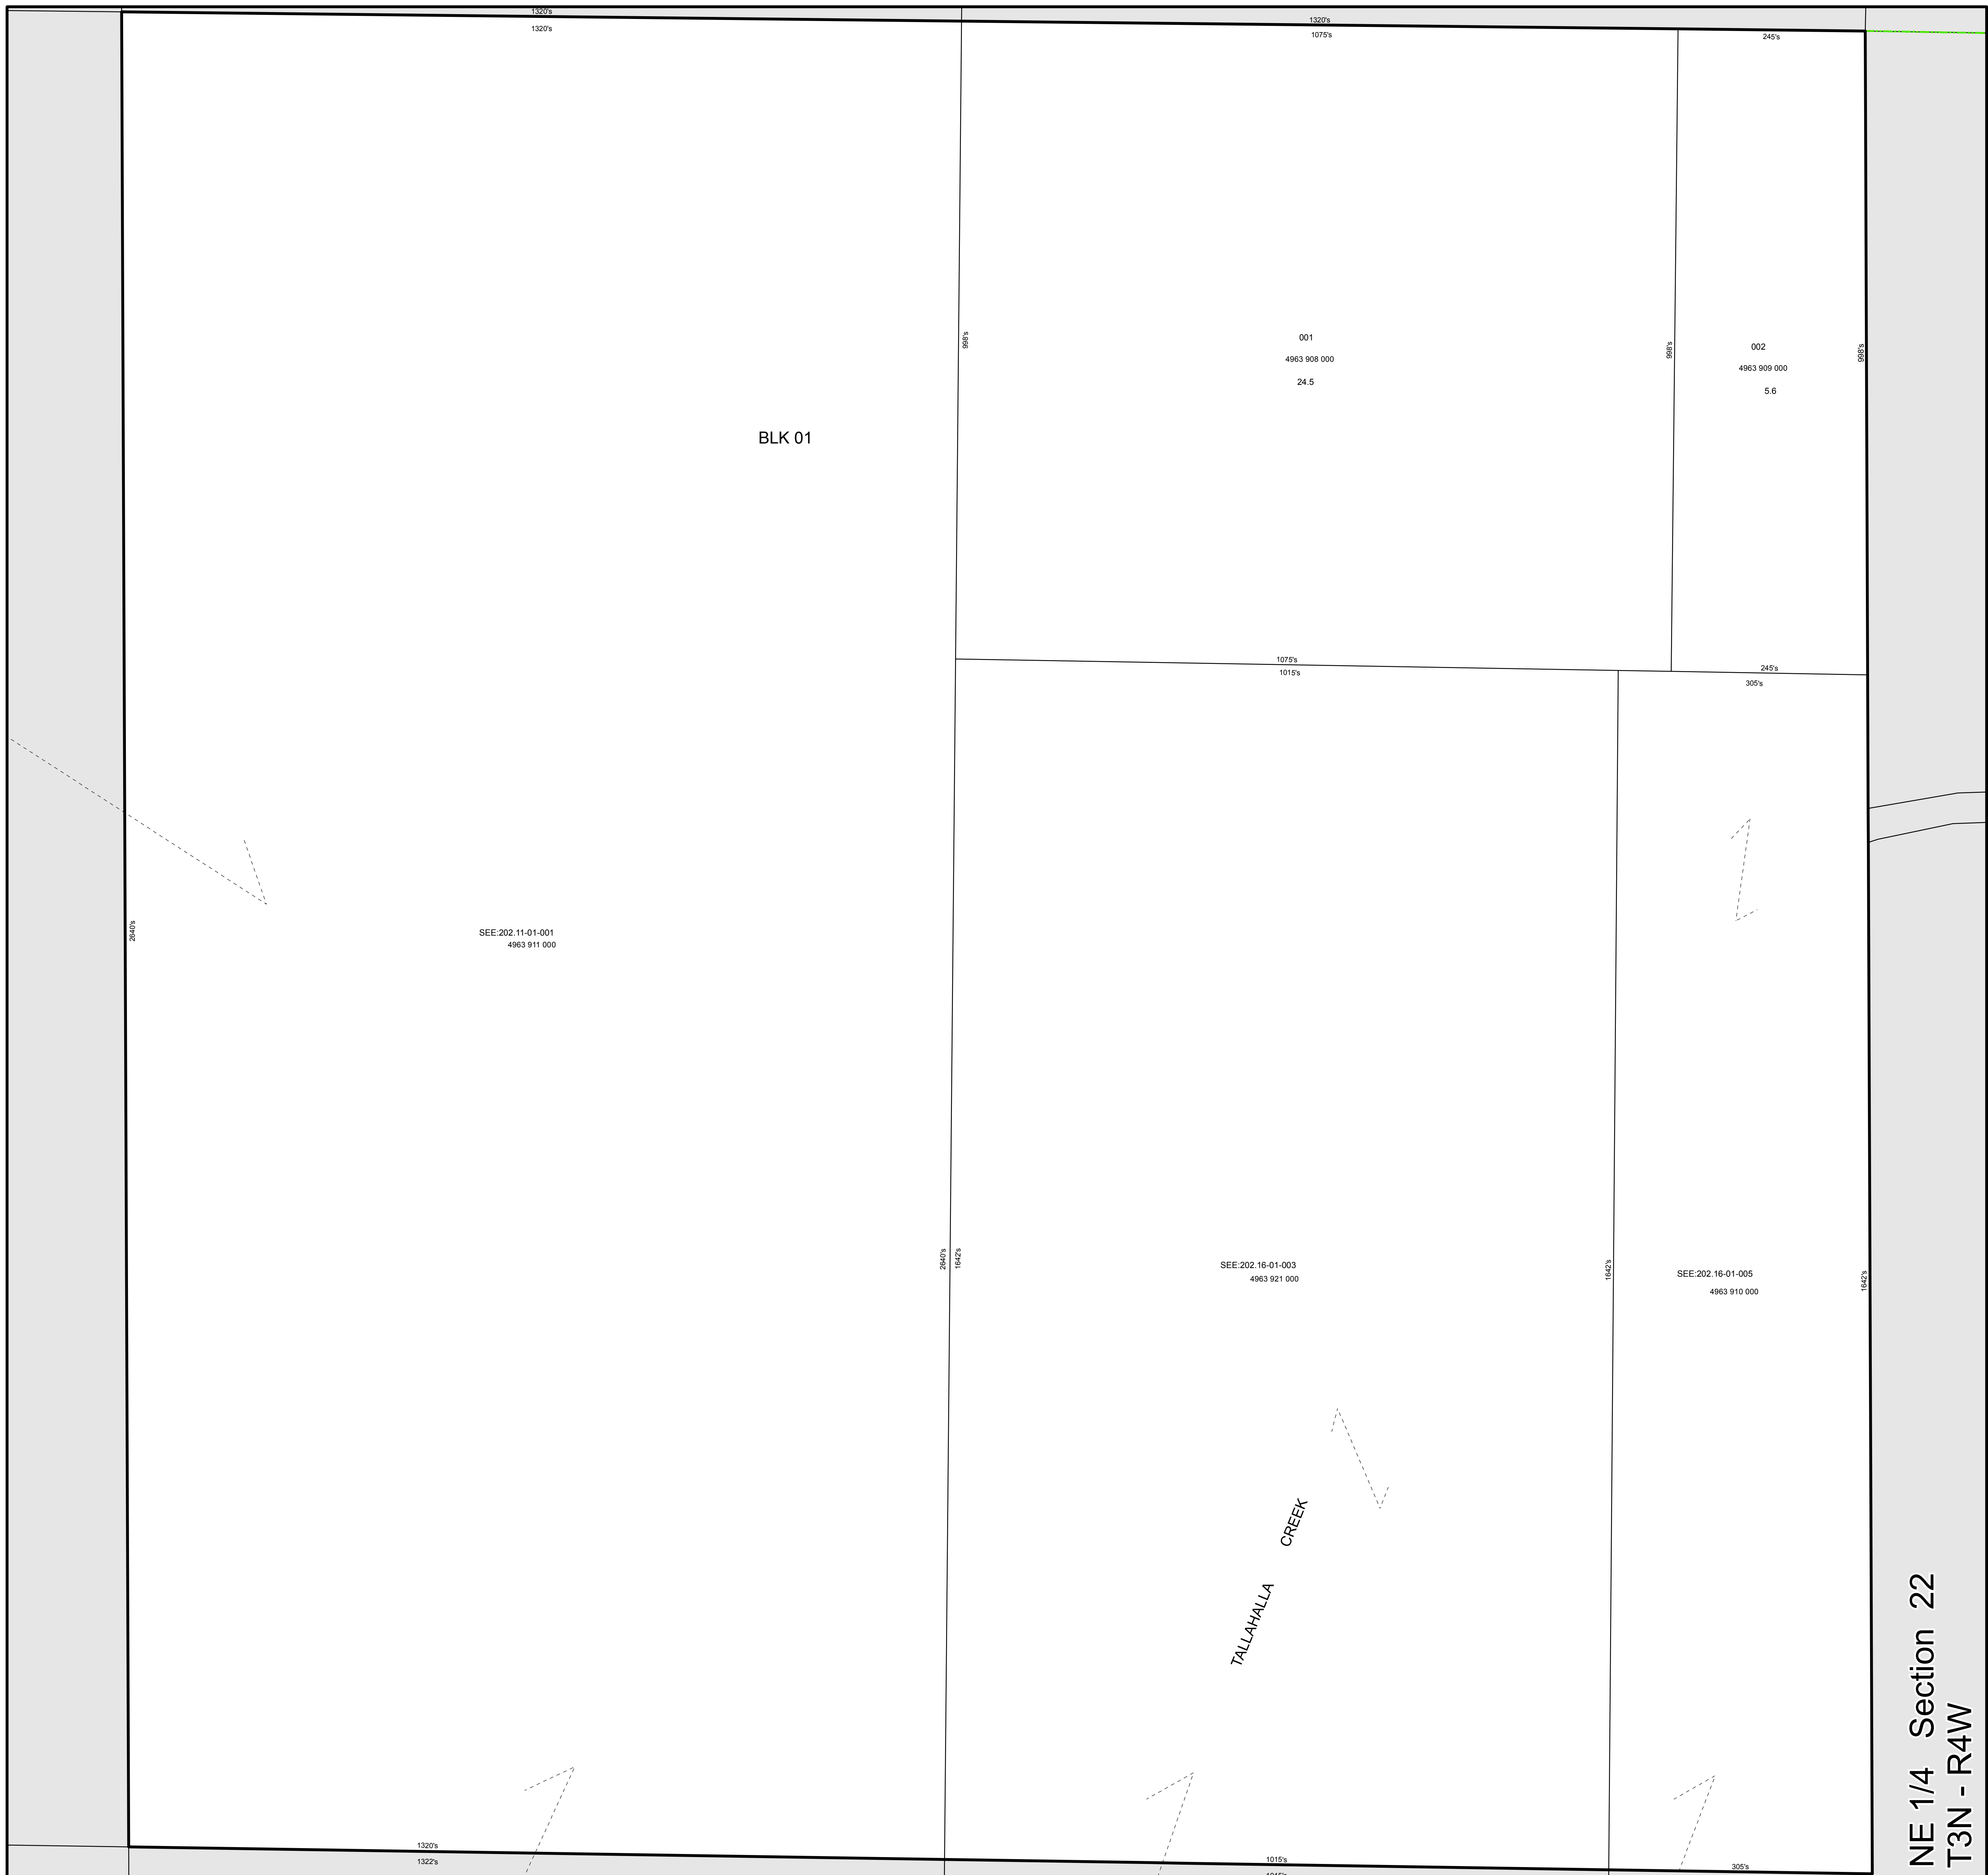 1320's
1320's
1320's
1075's
245's
998's
001
4963 908 000
24.5
998's
002
4963 909 000
5.6
998's
BLK 01
1075's
1015's
245's
305's
2640's
SEE:202.11-01-001
4963 911 000
2640's
1642's
SEE:202.16-01-003
4963 921 000
1642's
SEE:202.16-01-005
4963 910 000
1642's
TALLAHALLA CREEK
1320's
1322's
1015's
1015's
305's
NE 1/4 Section 22
T3N - R4W